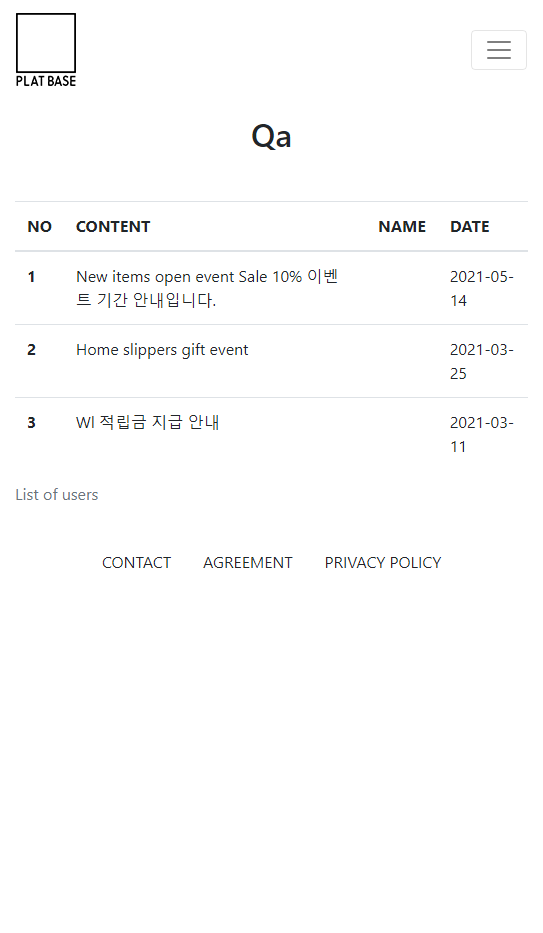 PLAT BASE
Qa
NO CONTENT NAME DATE
1 New items open event Sale 10% 이벤 2021-05-
트 기간 안내입니다. 14
2 Home slippers gift event 2021-03-
25
3 Wl 적립금 지급 안내 2021-03-
11
List of users
CONTACT AGREEMENT PRIVACY POLICY